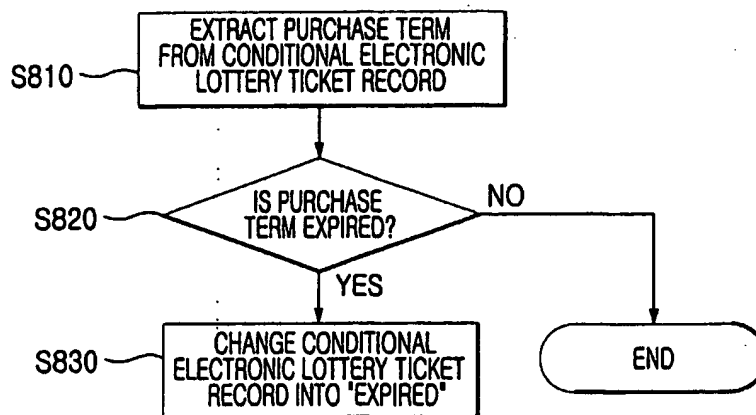 EXTRACT PURCHASE TERM
FROM CONDITIONAL ELECTRONIC
LOTTERY TICKET RECORD
S810
IS PURCHASE
TERM EXPIRED?
S820
NO
YES
CHANGE CONDITIONAL
ELECTRONIC LOTTERY TICKET
RECORD INTO "EXPIRED"
S830
END